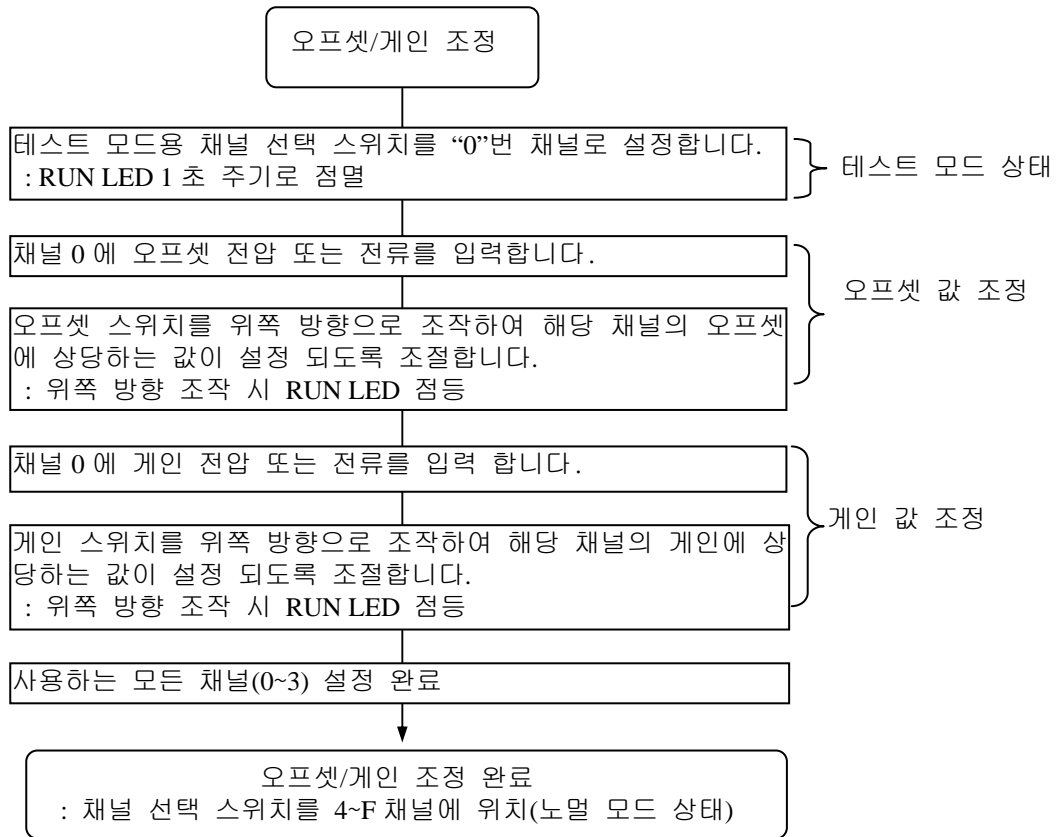 오프셋/게인 조정
테스트 모드용 채널 선택 스위치를 “0”번 채널로 설정합니다.
: RUN LED 1 초 주기로 점멸
테스트 모드 상태
채널 0 에 오프셋 전압 또는 전류를 입력합니다.
오프셋 값 조정
오프셋 스위치를 위쪽 방향으로 조작하여 해당 채널의 오프셋
에 상당하는 값이 설정 되도록 조절합니다.
: 위쪽 방향 조작 시 RUN LED 점등
채널 0 에 게인 전압 또는 전류를 입력 합니다.
게인 값 조정
게인 스위치를 위쪽 방향으로 조작하여 해당 채널의 게인에 상
당하는 값이 설정 되도록 조절합니다.
: 위쪽 방향 조작 시 RUN LED 점등
사용하는 모든 채널(0~3) 설정 완료
오프셋/게인 조정 완료
: 채널 선택 스위치를 4~F 채널에 위치(노멀 모드 상태)